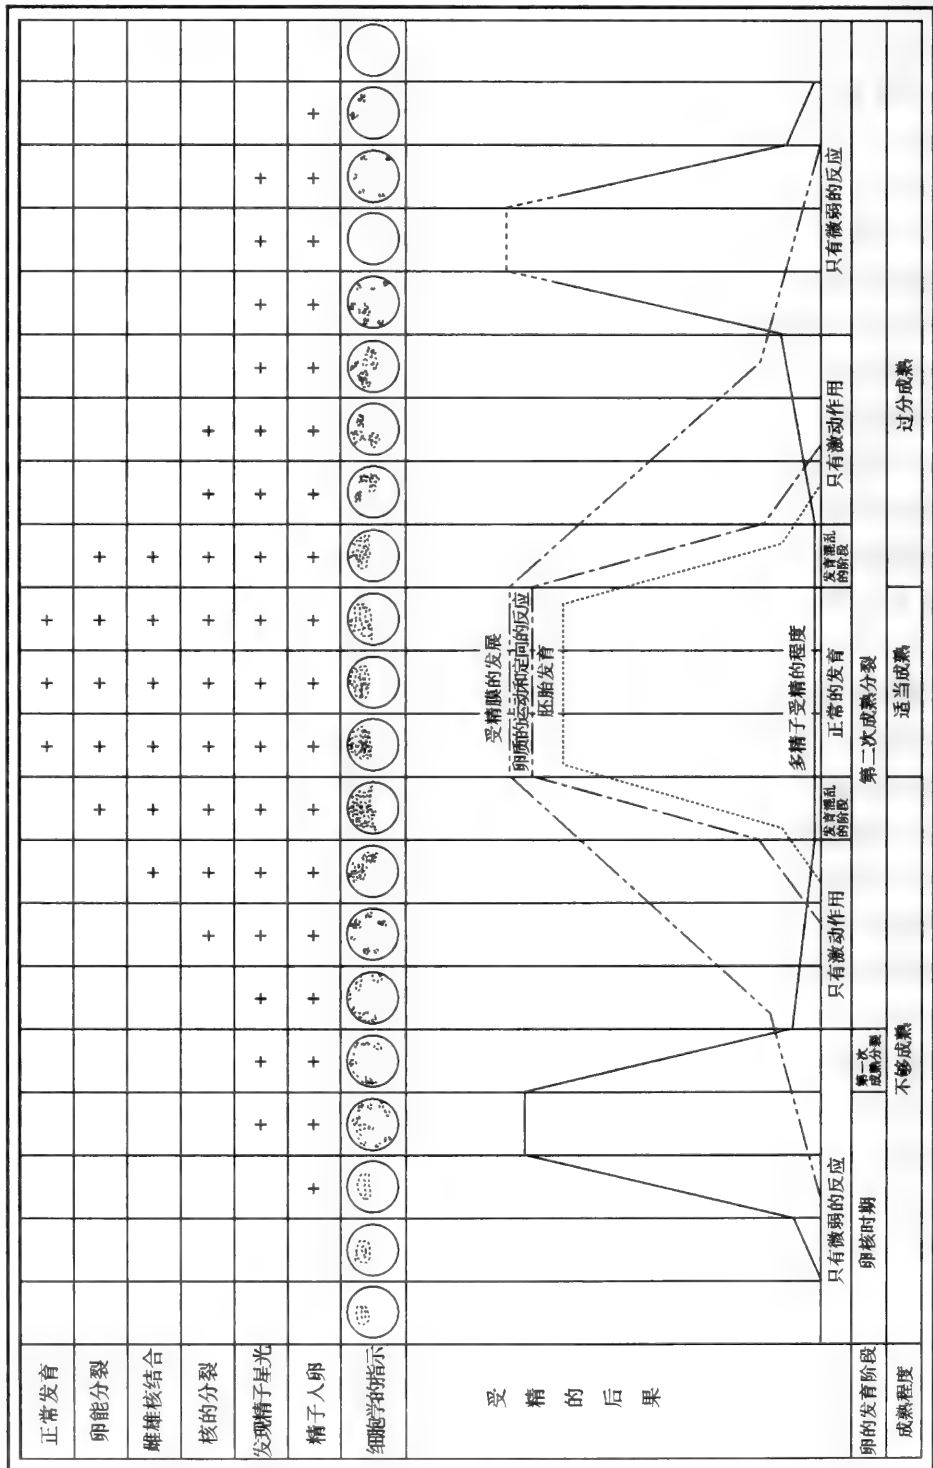 正常发育 + + +
卵能分裂 + + + + +
雌雄核结合 + + + + + +
核的分裂 + + + + + + + + +
发现精子星光 + + + + + + + + + + + + + + + +
精子人卵 + + + + + + + + + + + + + + + + + +
细胞学的指示
受精的后果
受精膜的发展
卵质的运动和定向的反应
胚胎发育
多精子受精的程度
只有微弱的反应
只有激动作用
发育混乱的阶段
正常的发育
发育混乱的阶段
只有激动作用
只有微弱的反应
卵的发育阶段
卵核时期
第一次成熟分裂
第二次成熟分裂
成熟程度
不够成熟
适当成熟
过分成熟